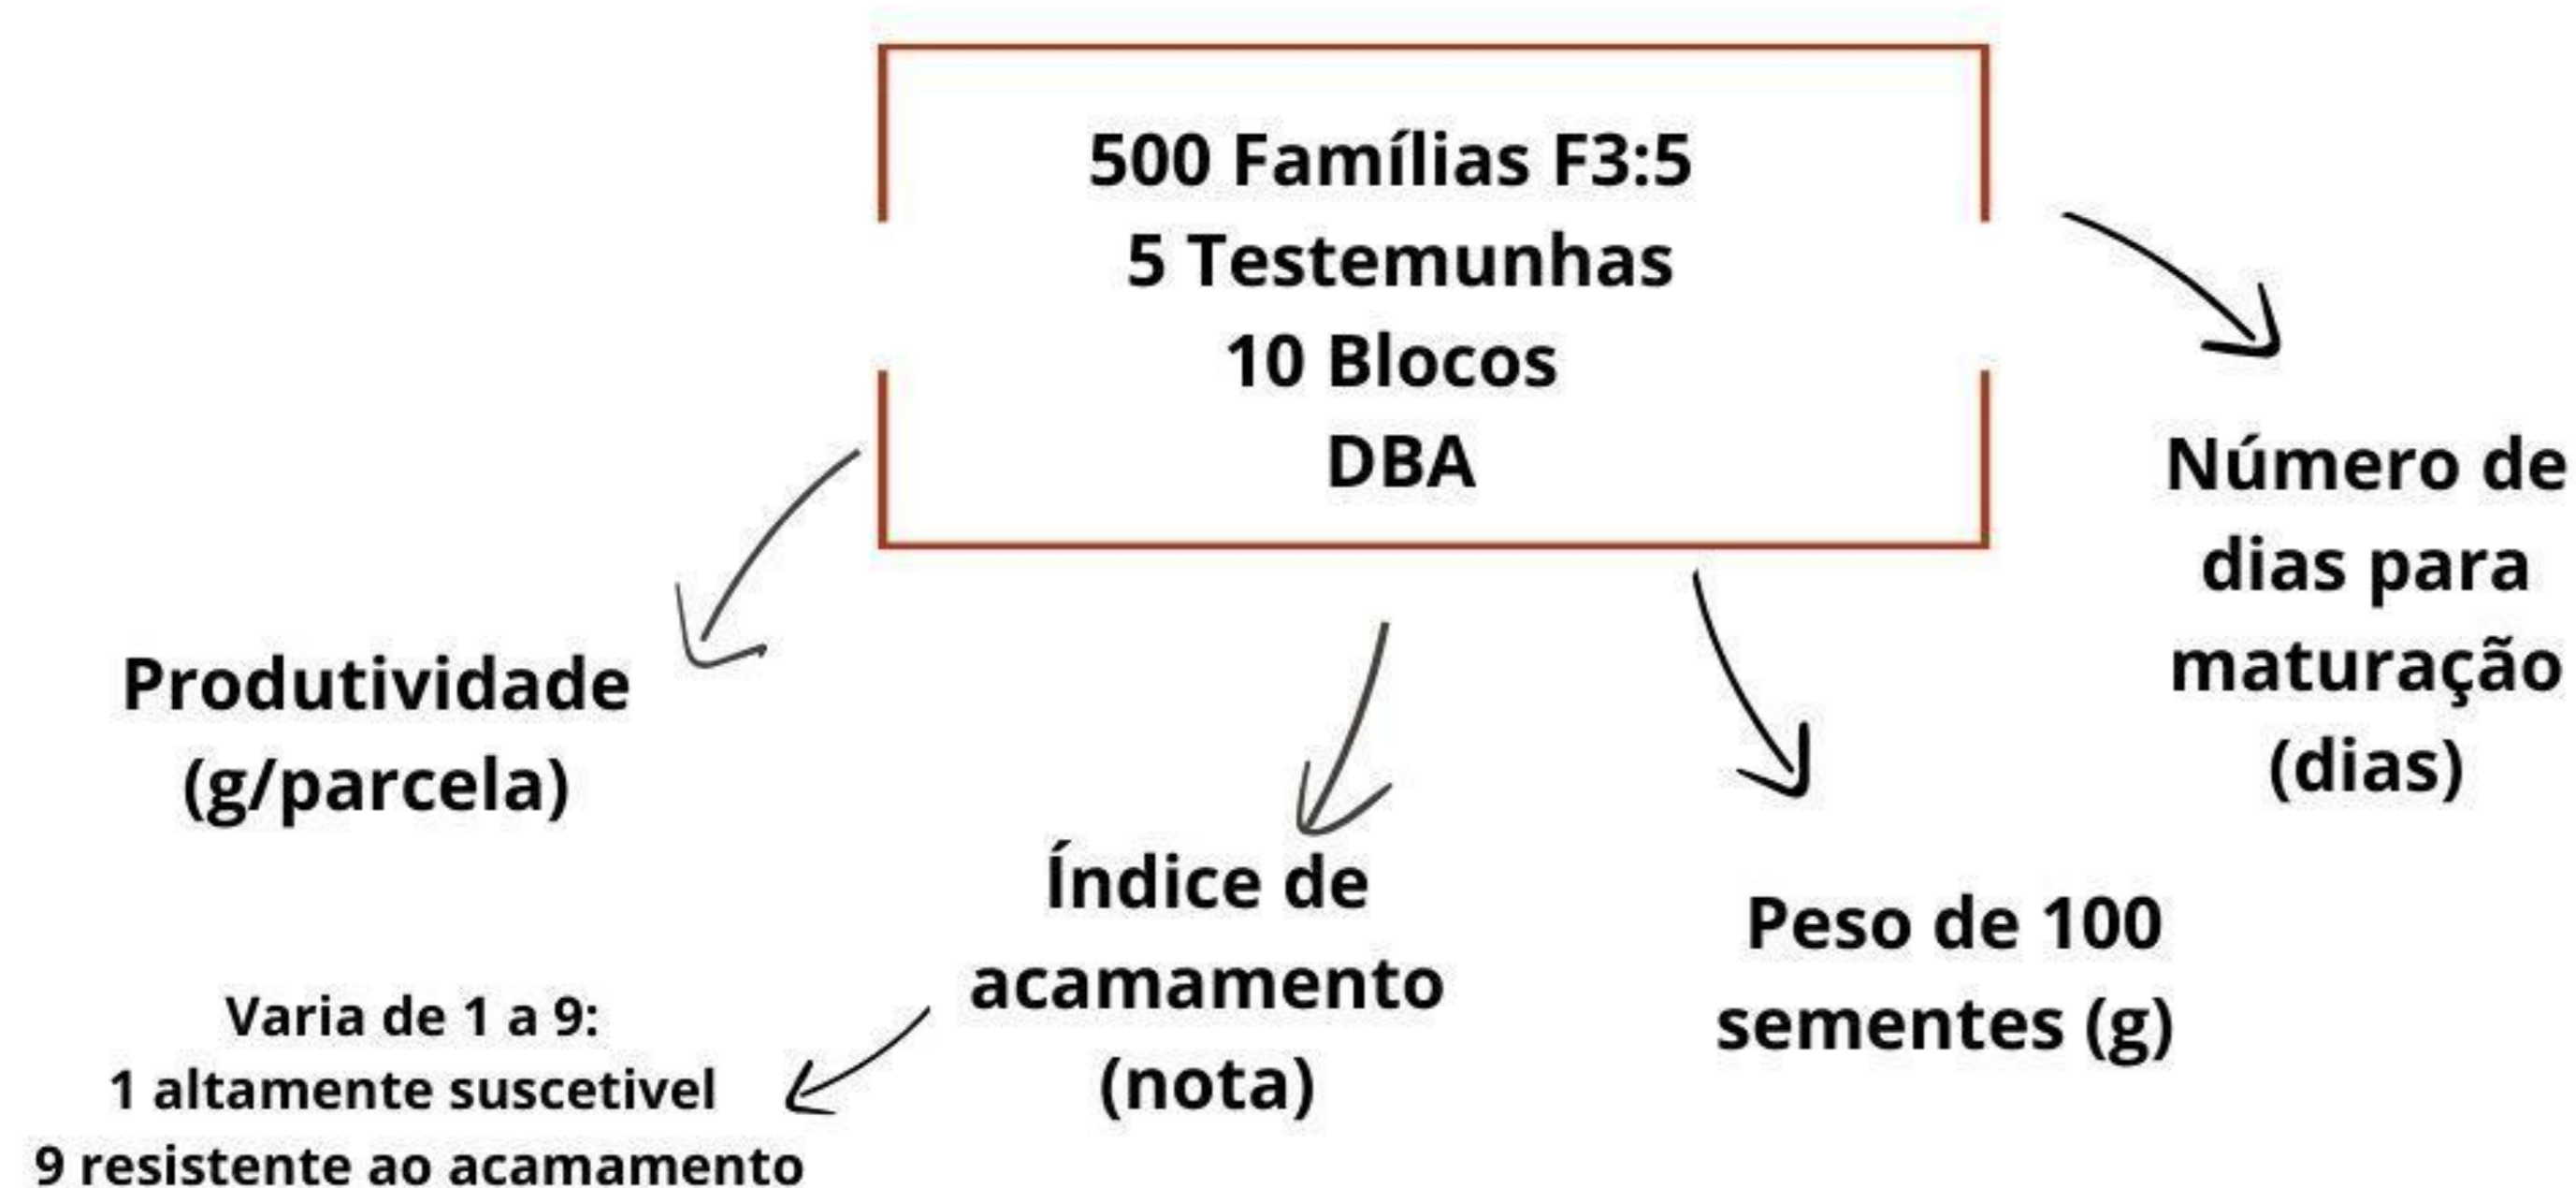 500 Famílias F3:5
5 Testemunhas
10 Blocos
DBA
Produtividade
(g/parcela)
Índice de
acamamento
(nota)
Varia de 1 a 9:
1 altamente suscetivel
9 resistente ao acamamento
Peso de 100
sementes (g)
Número de
dias para
maturação
(dias)